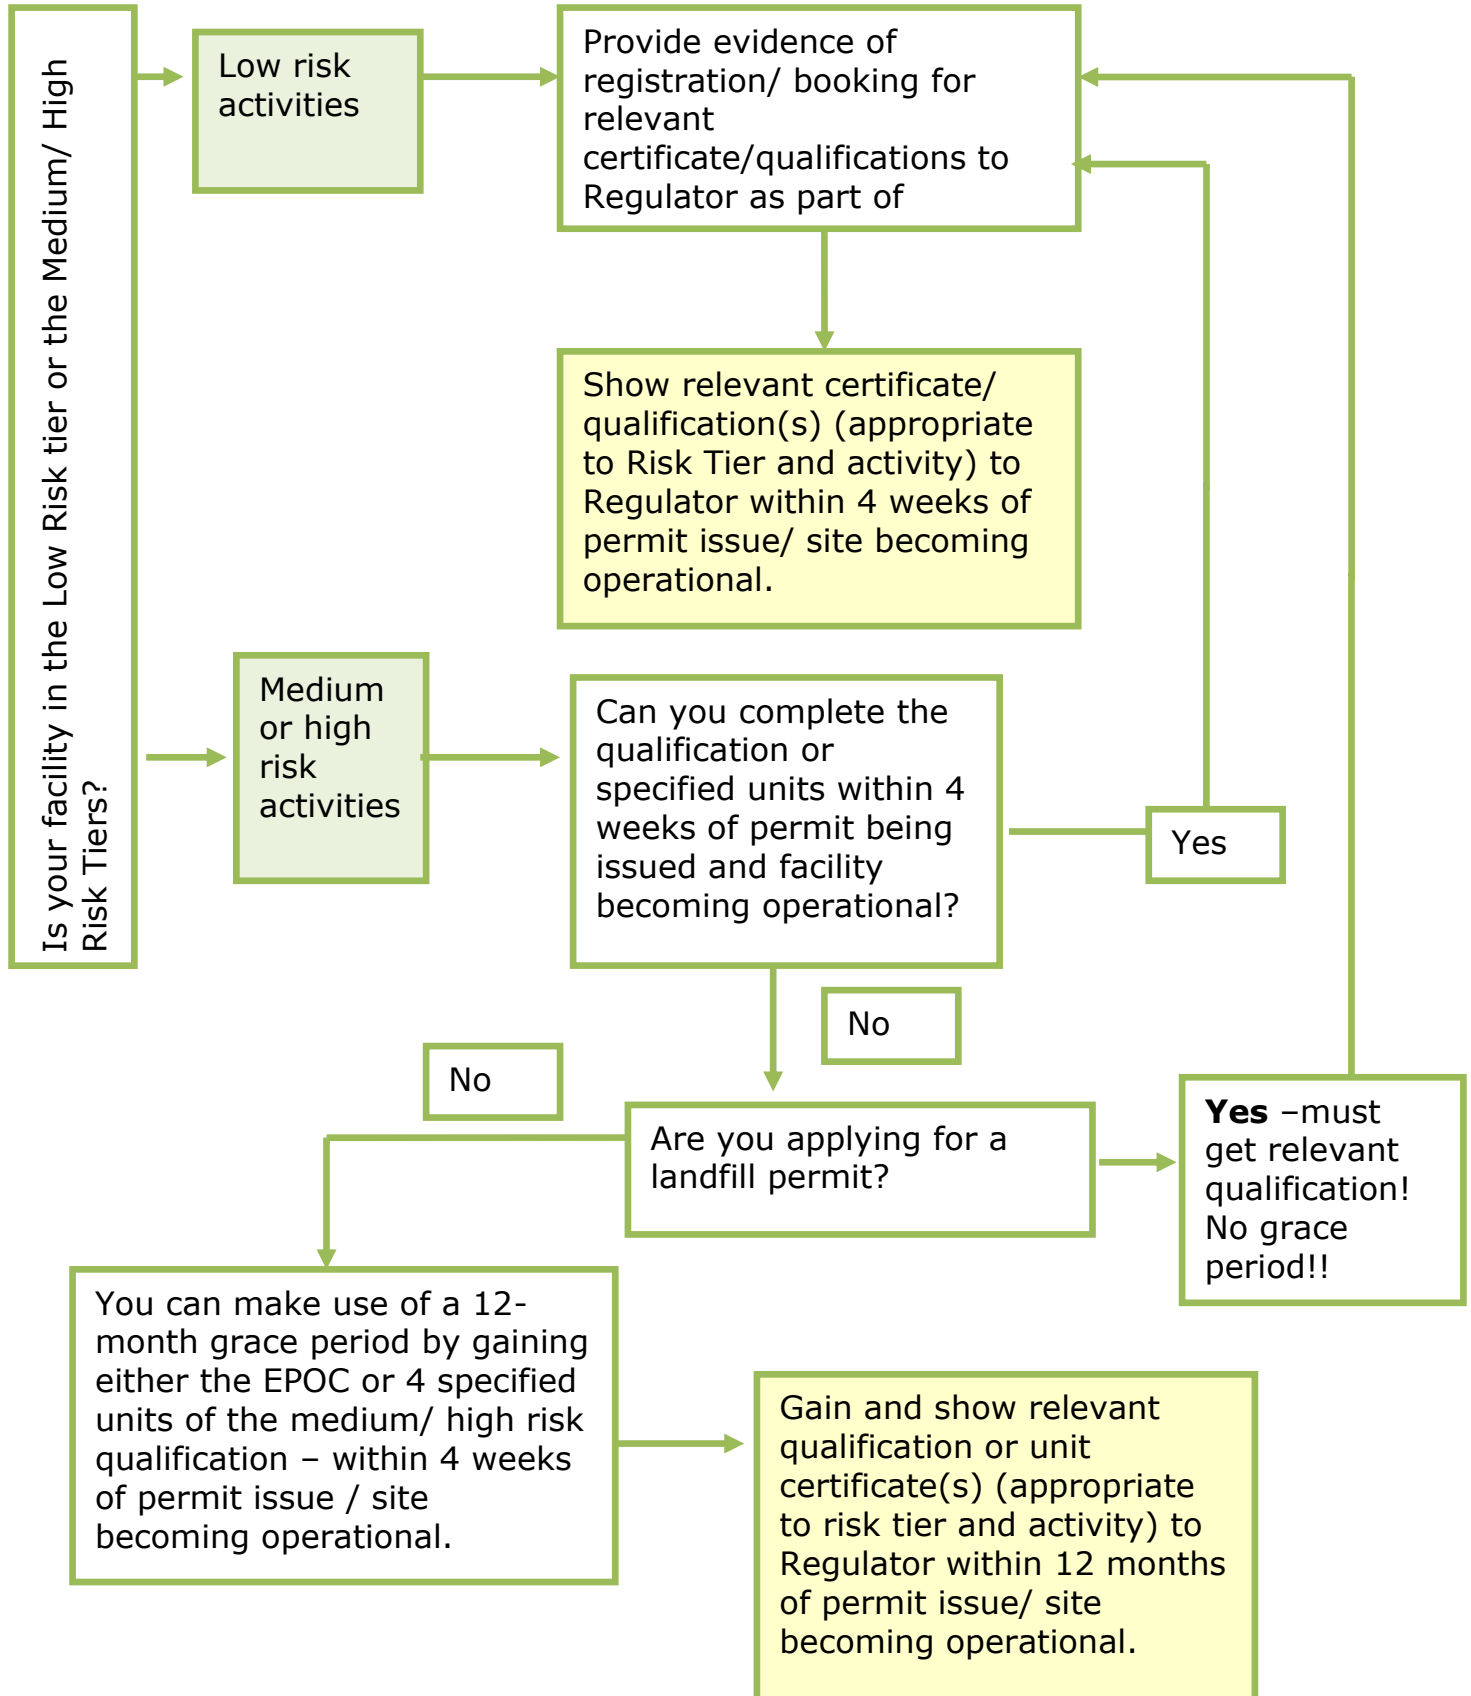 Is your facility in the Low Risk tier or the Medium/ High
Risk Tiers?
Low risk
activities
Provide evidence of
registration/ booking for
relevant
certificate/qualifications to
Regulator as part of
Show relevant certificate/
qualification(s) (appropriate
to Risk Tier and activity) to
Regulator within 4 weeks of
permit issue/ site becoming
operational.
Medium
or high
risk
activities
Can you complete the
qualification or
specified units within 4
weeks of permit being
issued and facility
becoming operational?
Yes
No
No
Are you applying for a
landfill permit?
Yes –must
get relevant
qualification!
No grace
period!!
You can make use of a 12-
month grace period by gaining
either the EPOC or 4 specified
units of the medium/ high risk
qualification – within 4 weeks
of permit issue / site
becoming operational.
Gain and show relevant
qualification or unit
certificate(s) (appropriate
to risk tier and activity) to
Regulator within 12 months
of permit issue/ site
becoming operational.